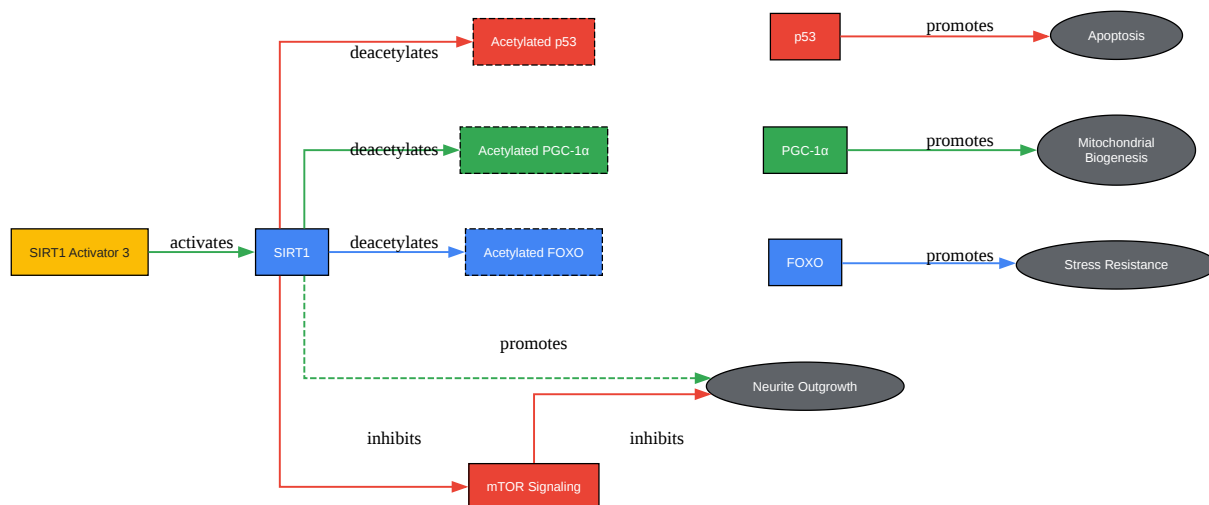 Acetylated p53
deacetylates
p53
promotes
Apoptosis
deacetylates
Acetylated PGC-1α
PGC-1α
promotes
Mitochondrial
Biogenesis
SIRT1 Activator 3
activates
SIRT1
deacetylates
Acetylated FOXO
FOXO
promotes
Stress Resistance
promotes
Neurite Outgrowth
inhibits
inhibits
mTOR Signaling